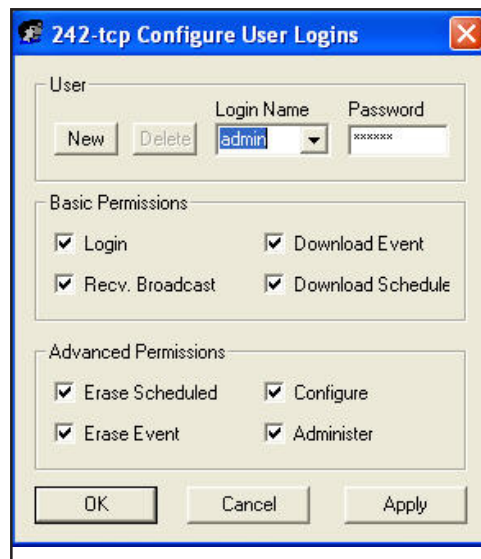 242-tcp Configure User Logins
User
Login Name Password
New Delete admin ××××××
Basic Permissions
Login Download Event
Recv. Broadcast Download Schedule
Advanced Permissions
Erase Scheduled Configure
Erase Event Administer
OK Cancel Apply